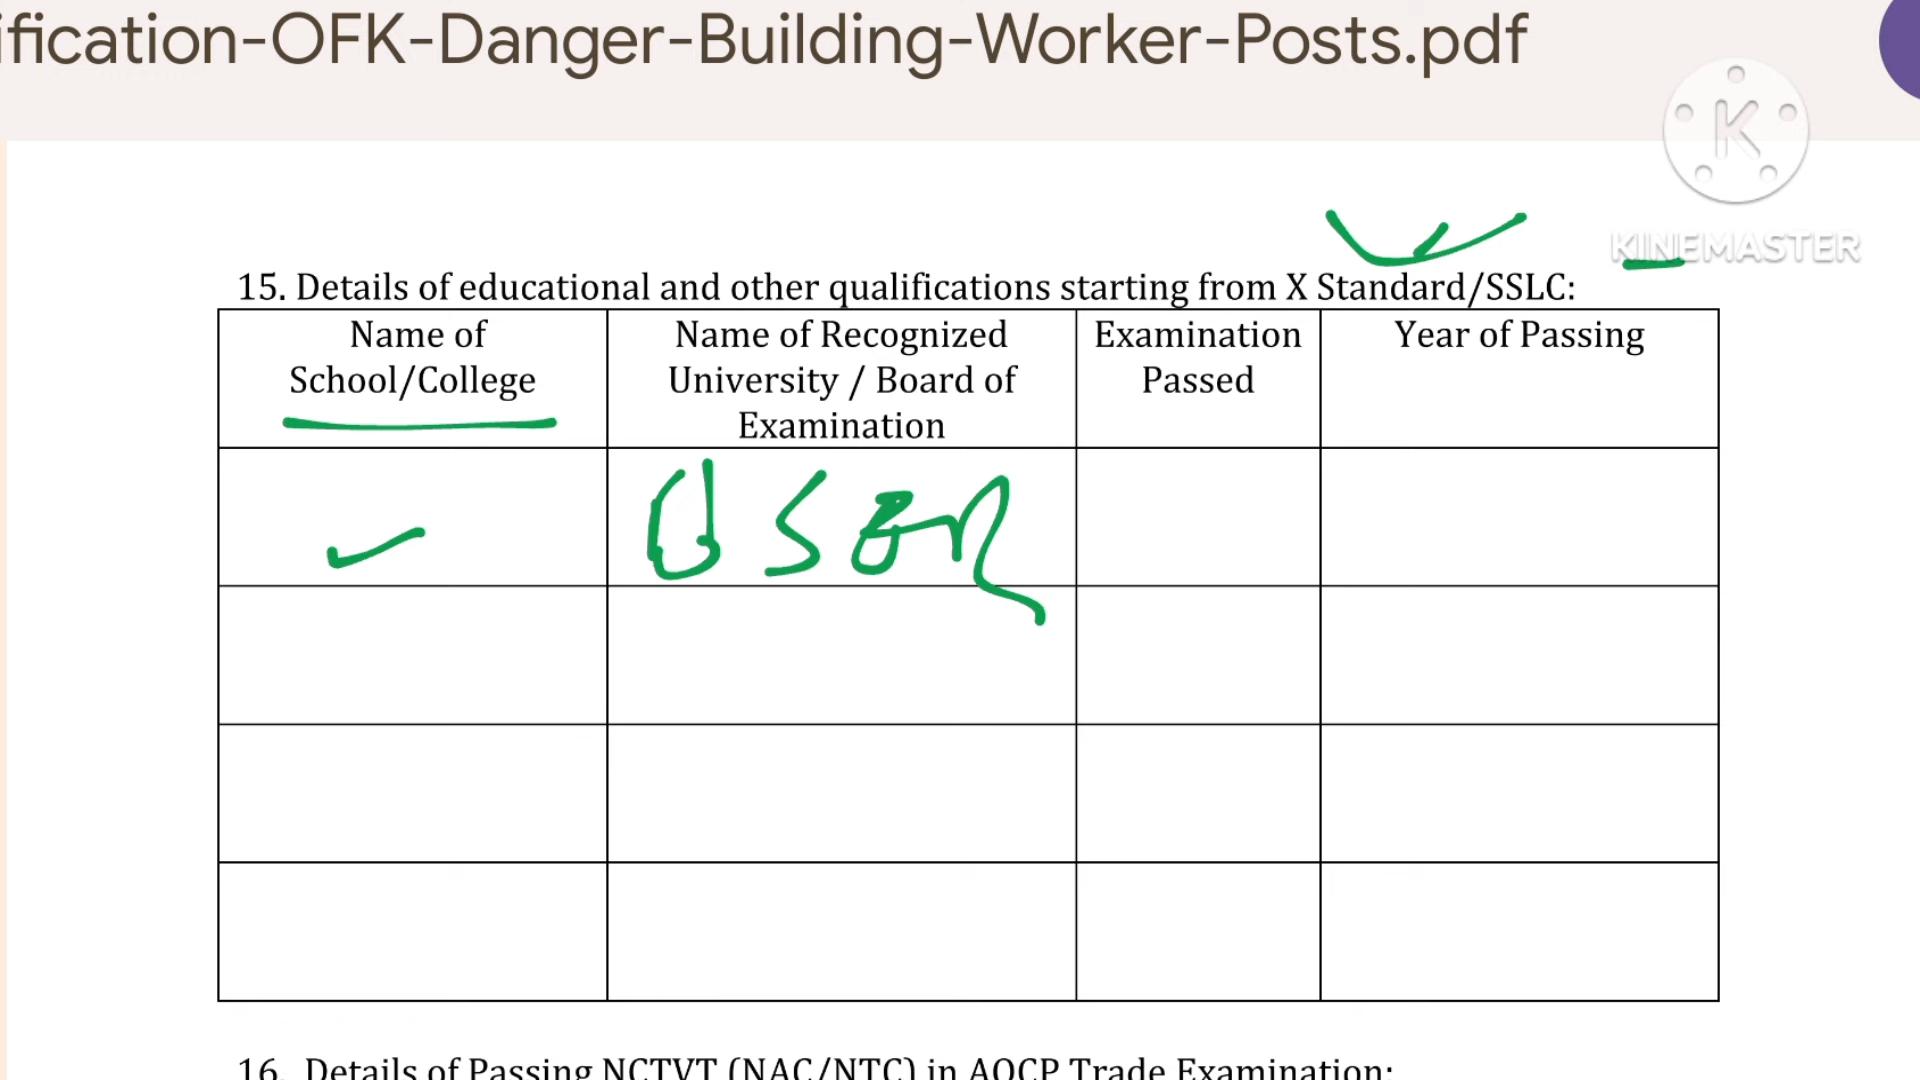 ification-OFK-Danger-Building-Worker-Posts.pdf
K
KINEMASTER
15. Details of educational and other qualifications starting from X Standard/SSLC:
Name of School/College
Name of Recognized University / Board of Examination
Examination Passed
Year of Passing
16. Details of Passing NCTVT (NAC/NTC) in AOCP Trade Examination: